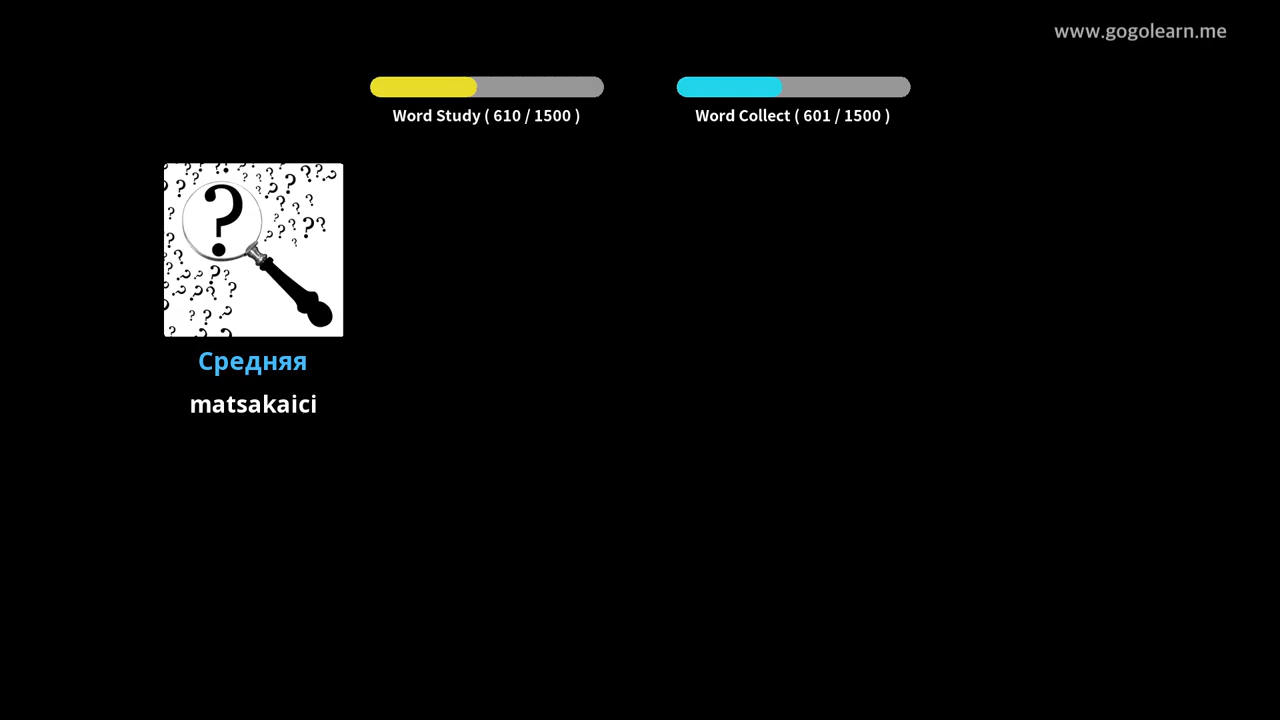 www.gogolearn.me
Word Study ( 610 / 1500 )
Word Collect ( 601 / 1500 )
Средняя
matsakaici